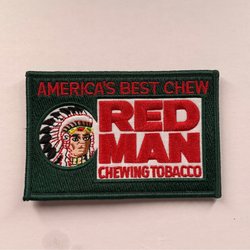 AMERICA'S BEST CHEW
RED
MAN
CHEWING TOBACCO